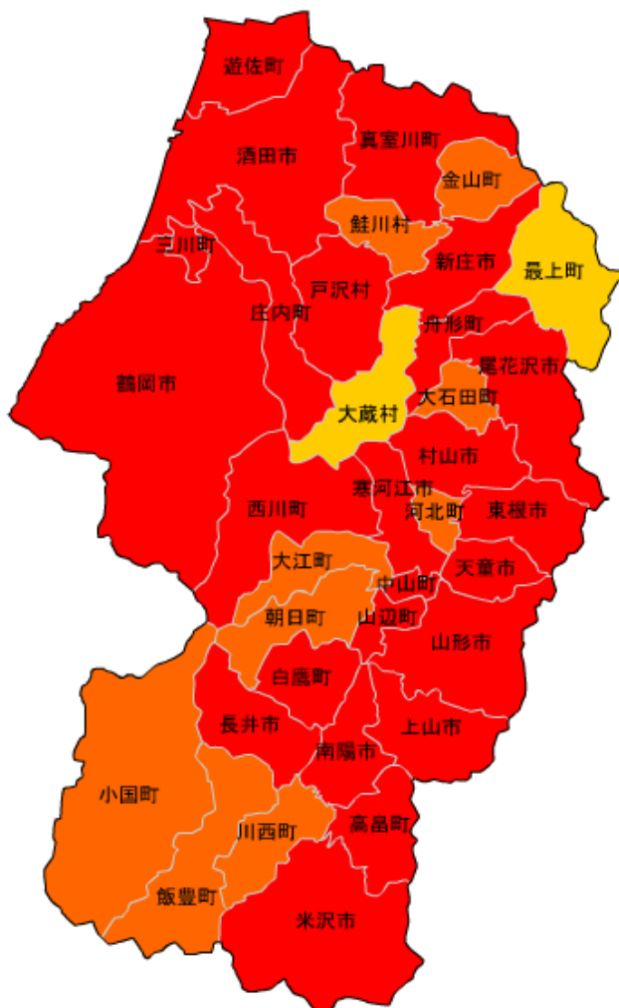 遊佐町
真室川町
酒田市
金山町
鮭川村
三川町
新庄市
最上町
戸沢村
庄内町
舟形町
尾花沢市
鶴岡市
大石田町
大蔵村
村山市
寒河江市
西川町
河北町
東根市
大江町
天童市
中山町
朝日町
山辺町
山形市
白鷹町
長井市
上山市
南陽市
小国町
高畠町
川西町
飯豊町
米沢市